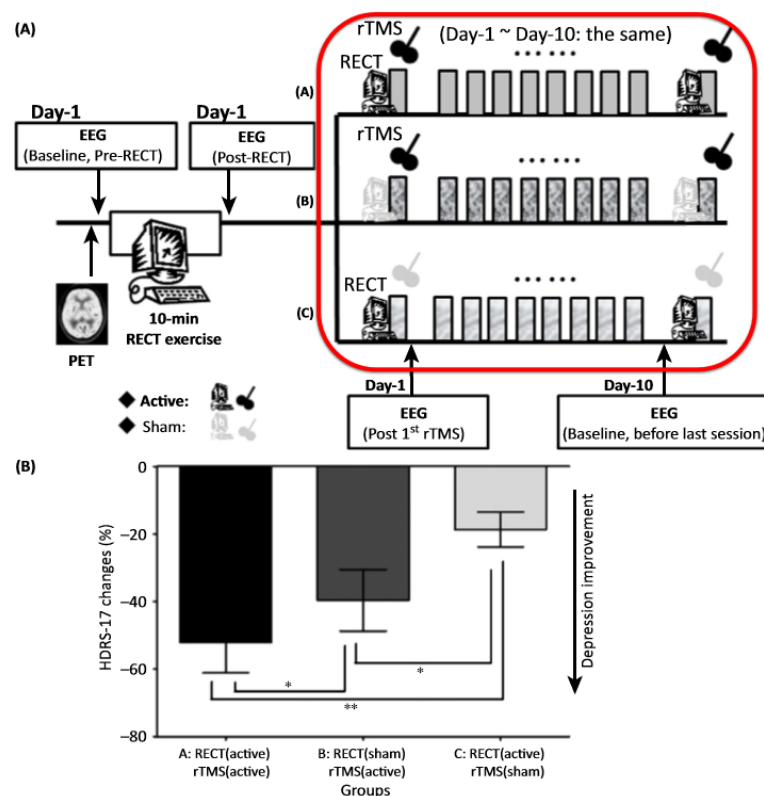 (A)
rTMS
(Day-1 ~ Day-10: the same)
RECT
(A)
Day-1
EEG
(Baseline, Pre-RECT)
Day-1
EEG
(Post-RECT)
rTMS
(B)
10-min
RECT exercise
PET
RECT
(C)
Active:
Sham:
Day-1
EEG
(Post 1st rTMS)
Day-10
EEG
(Baseline, before last session)
(B)
HDRS-17 changes (%)
0
−20
−40
−60
−80
*
*
**
Depression improvement
A: RECT(active)
rTMS(active)
B: RECT(sham)
rTMS(active)
C: RECT(active)
rTMS(sham)
Groups